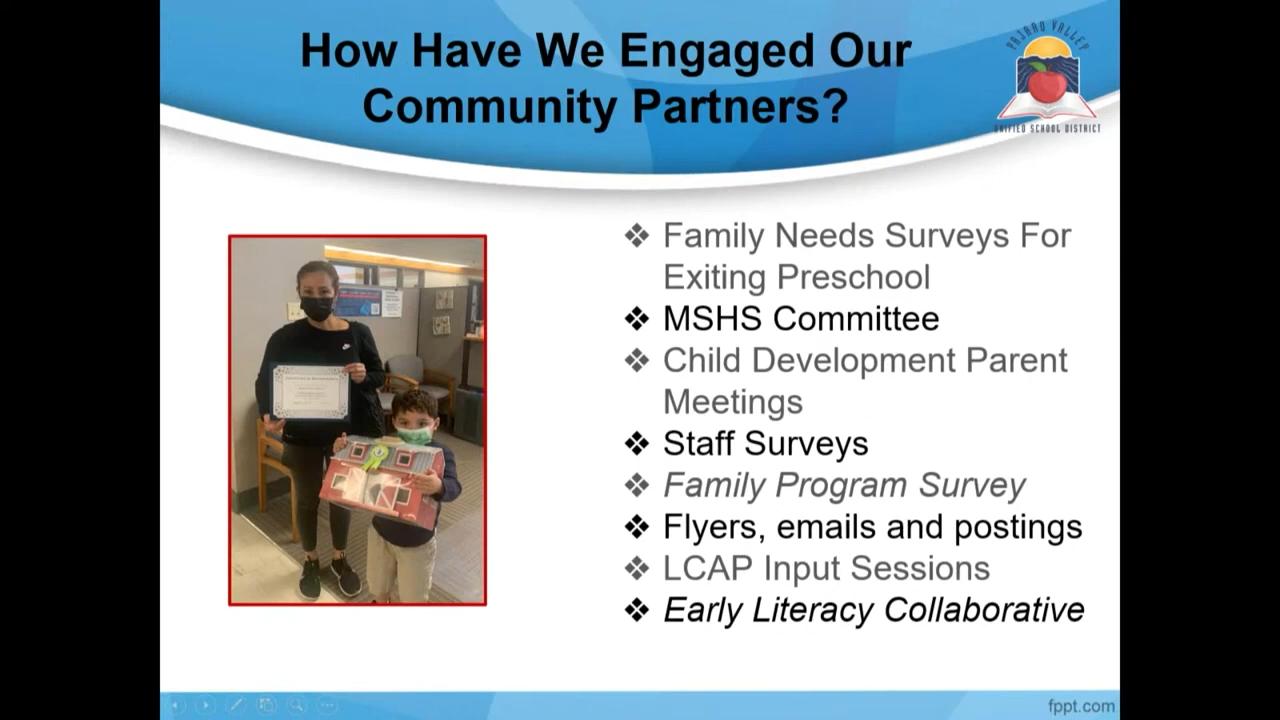 How Have We Engaged Our
Community Partners?
PAJARO VALLEY
UNIFIED SCHOOL DISTRICT
❖ Family Needs Surveys For
Exiting Preschool
❖ MSHS Committee
❖ Child Development Parent
Meetings
❖ Staff Surveys
❖ Family Program Survey
❖ Flyers, emails and postings
❖ LCAP Input Sessions
❖ Early Literacy Collaborative
fppt.com